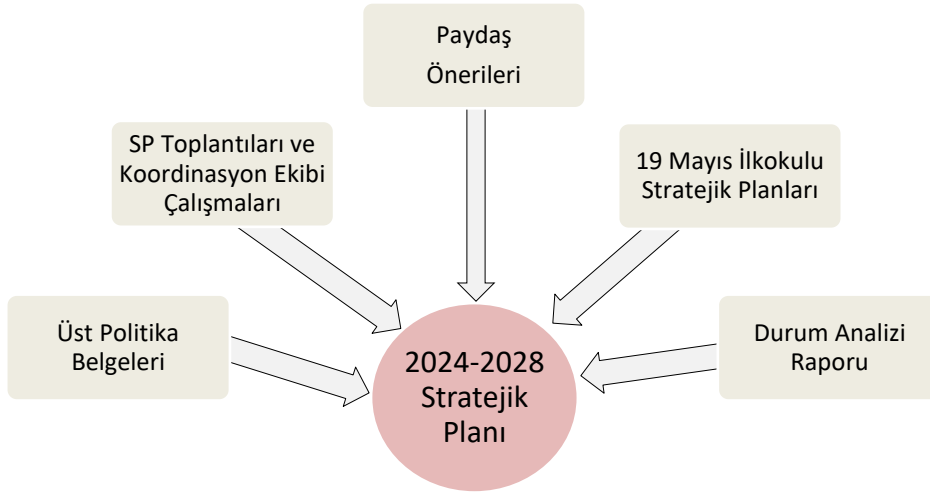 Paydaş
Önerileri
SP Toplantıları ve
Koordinasyon Ekibi
Çalışmaları
19 Mayıs İlkokulu
Stratejik Planları
Üst Politika
Belgeleri
2024-2028
Stratejik
Planı
Durum Analizi
Raporu